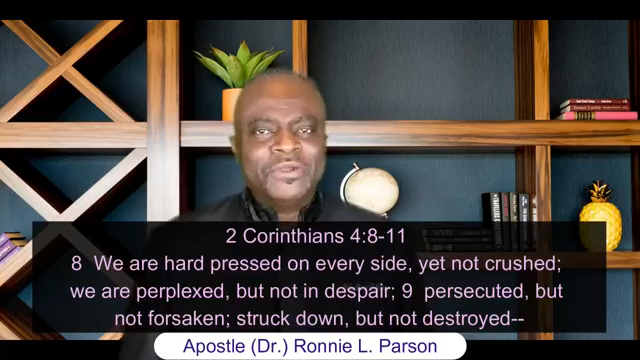 2 Corinthians 4:8-11
8 We are hard pressed on every side, yet not crushed;
we are perplexed, but not in despair; 9 persecuted, but
not forsaken; struck down, but not destroyed--
Apostle (Dr.) Ronnie L. Parson